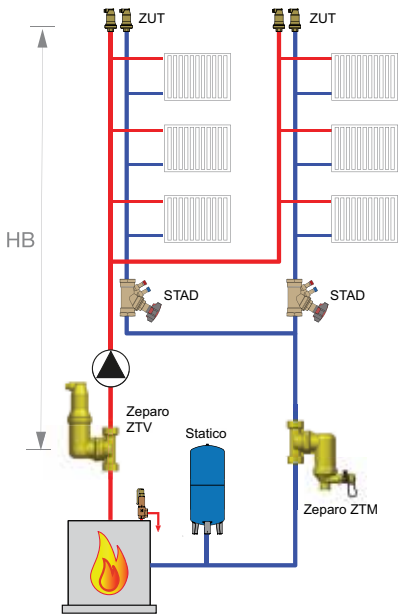 ZUT
ZUT
HB
STAD
STAD
Zeparo
ZTV
Statico
Zeparo ZTM